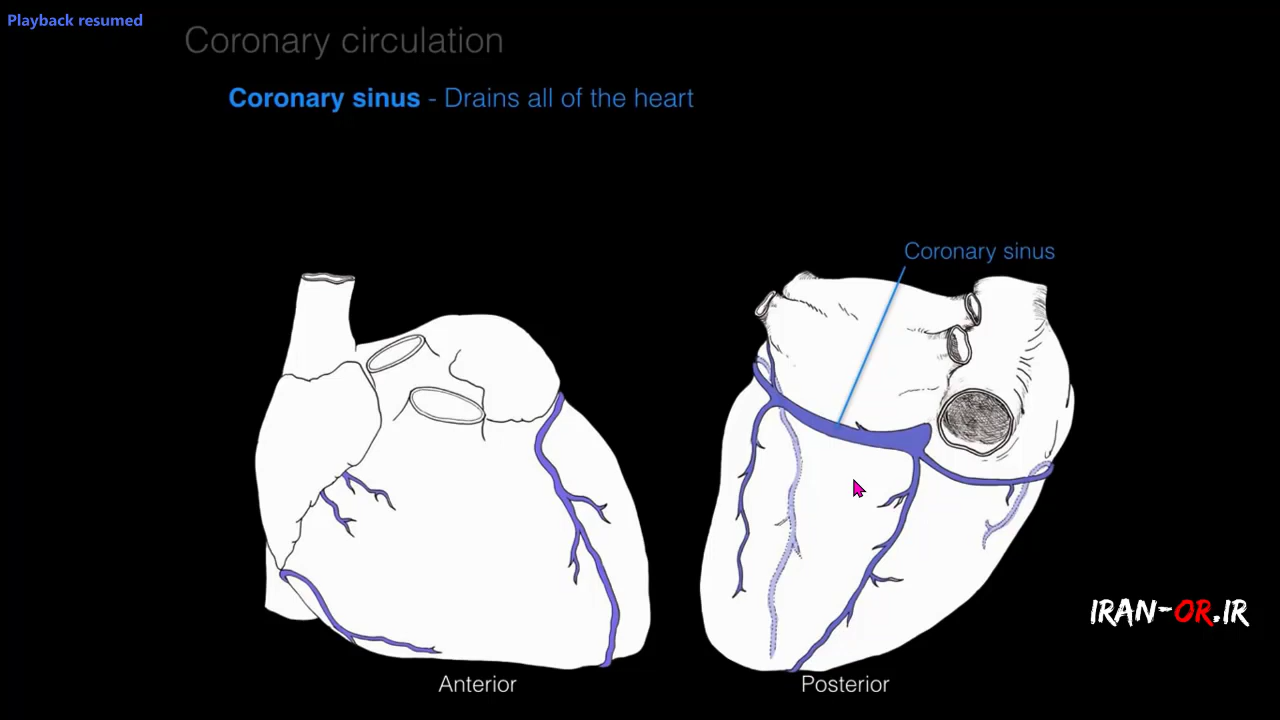 Playback resumed
Coronary circulation
Coronary sinus - Drains all of the heart
Coronary sinus
IRAN-OR.IR
Anterior
Posterior